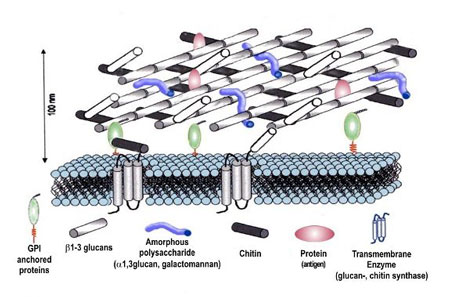 100 nm
GPI
anchored
proteins
β1-3 glucans
Amorphous
polysaccharide
(α1,3glucan, galactomannan)
Chitin
Protein
(antigen)
Transmembrane
Enzyme
(glucan-, chitin synthase)